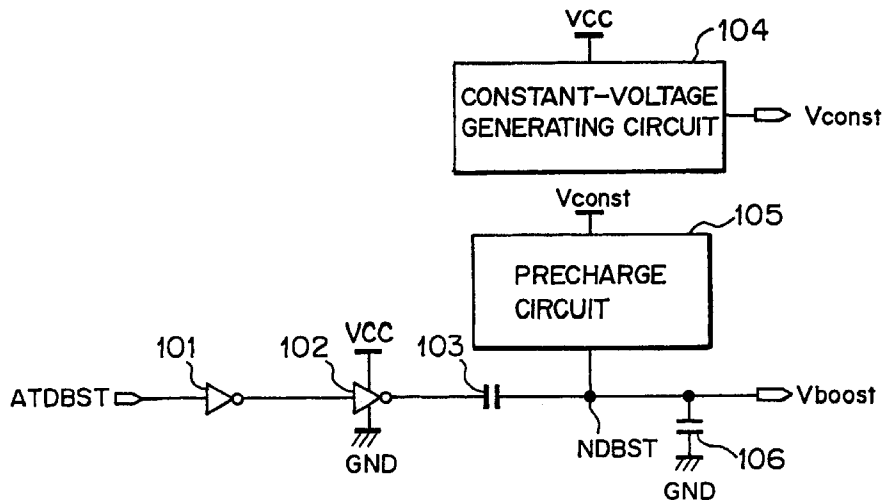 VCC
104
CONSTANT-VOLTAGE
GENERATING CIRCUIT
Vconst
Vconst
105
PRECHARGE
CIRCUIT
VCC
101
102
103
ATDBST
Vboost
NDBST
106
GND
GND